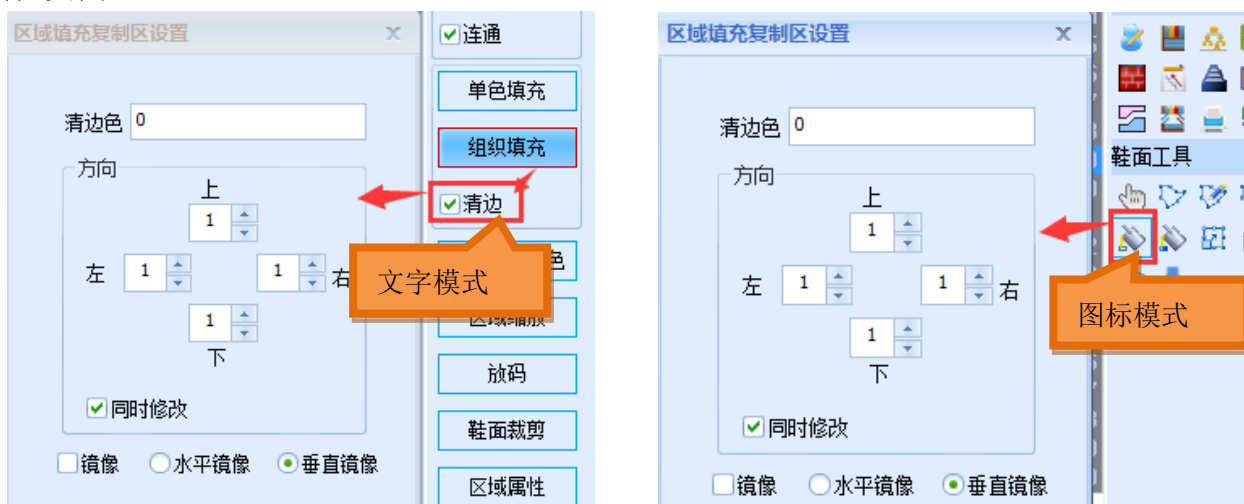 区域填充复制区设置
x
清边色 0
方向
上
1
左 1
1 右
1
下
同时修改
镜像 水平镜像 垂直镜像
连通
单色填充
组织填充
清边
文字模式
色
放码
鞋面裁剪
区域属性
区域填充复制区设置
x
清边色 0
方向
上
1
左 1
1 右
1
下
同时修改
镜像 水平镜像 垂直镜像
鞋面工具
图标模式